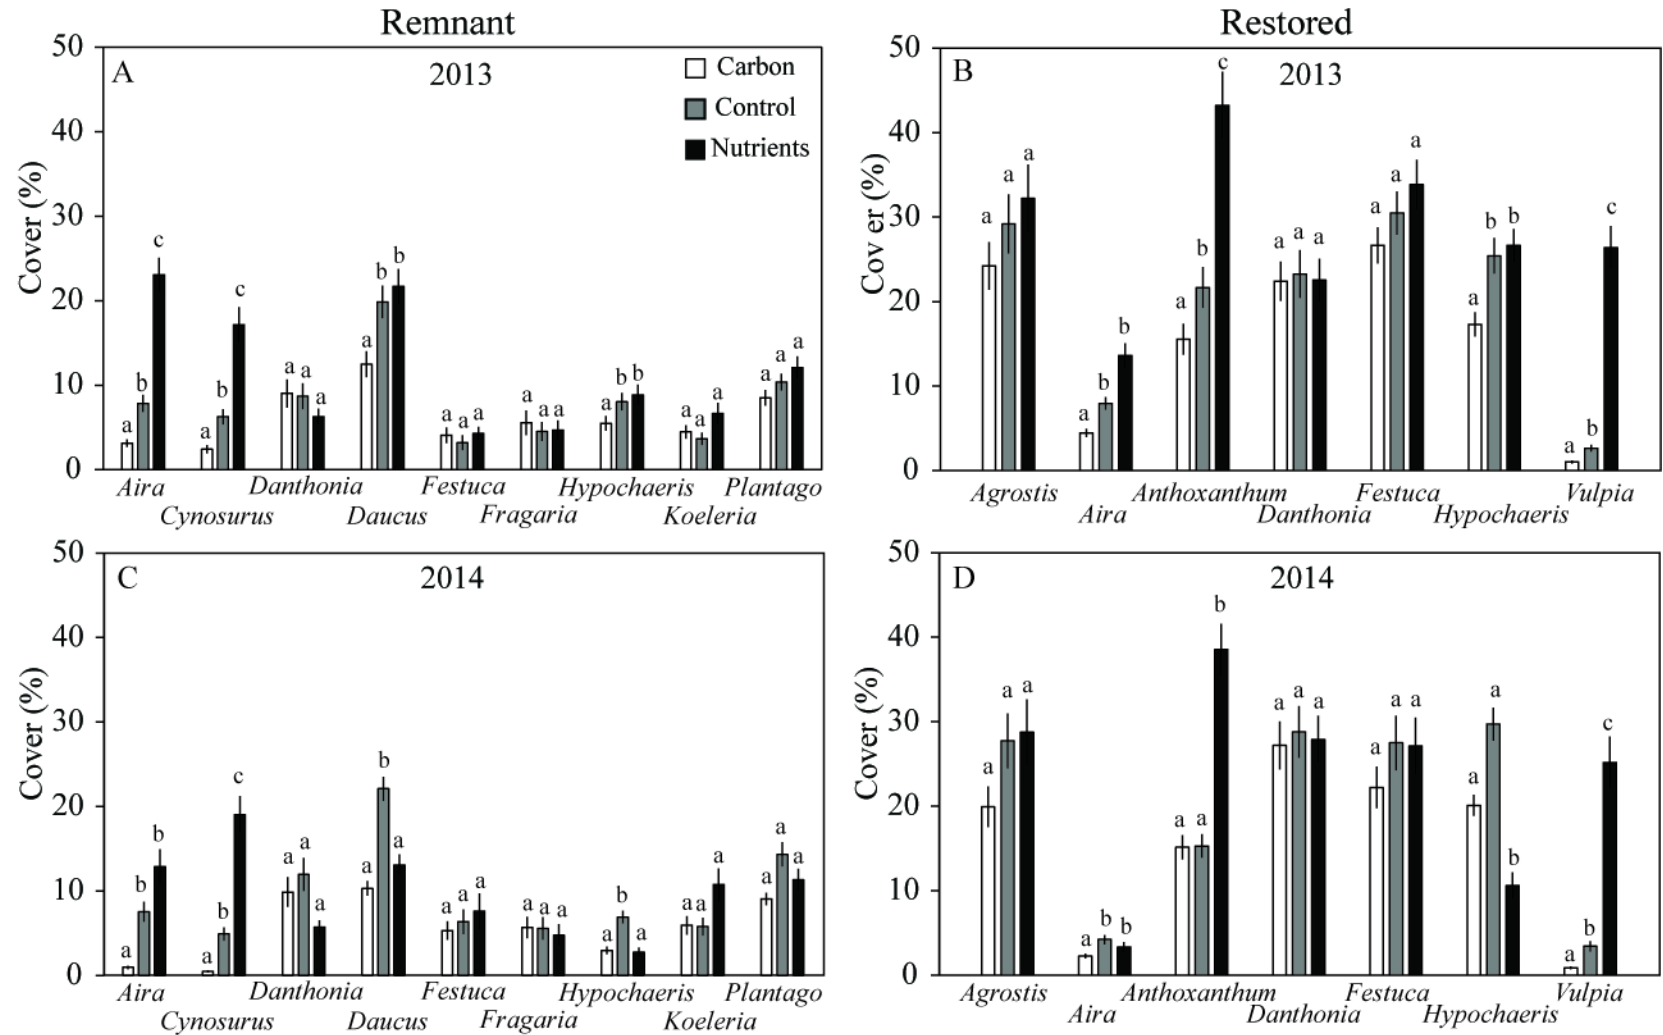 Remnant
Restored
A
2013
Carbon
Control
Nutrients
50
40
30
20
10
0
Cover (%)
a b c a b c a a a a b b a a a a a a a b b a a a a a a
Aira Danthonia Festuca Hypochaeris Plantago
Cynosurus Daucus Fragaria Koeleria
B
2013
50
40
30
20
10
0
Cov er (%)
a a a a b b a b c a a a a a a a b b a b c
Agrostis Anthoxanthum Festuca Vulpia
Aira Danthonia Hypochaeris
C
2014
50
40
30
20
10
0
Cover (%)
a b b a b c a a a a b a a a a a a a a b a a a a a a a
Aira Danthonia Festuca Hypochaeris Plantago
Cynosurus Daucus Fragaria Koeleria
D
2014
50
40
30
20
10
0
Cover (%)
a a a a b b a a b a a a a a a a a b a b c
Agrostis Anthoxanthum Festuca Vulpia
Aira Danthonia Hypochaeris